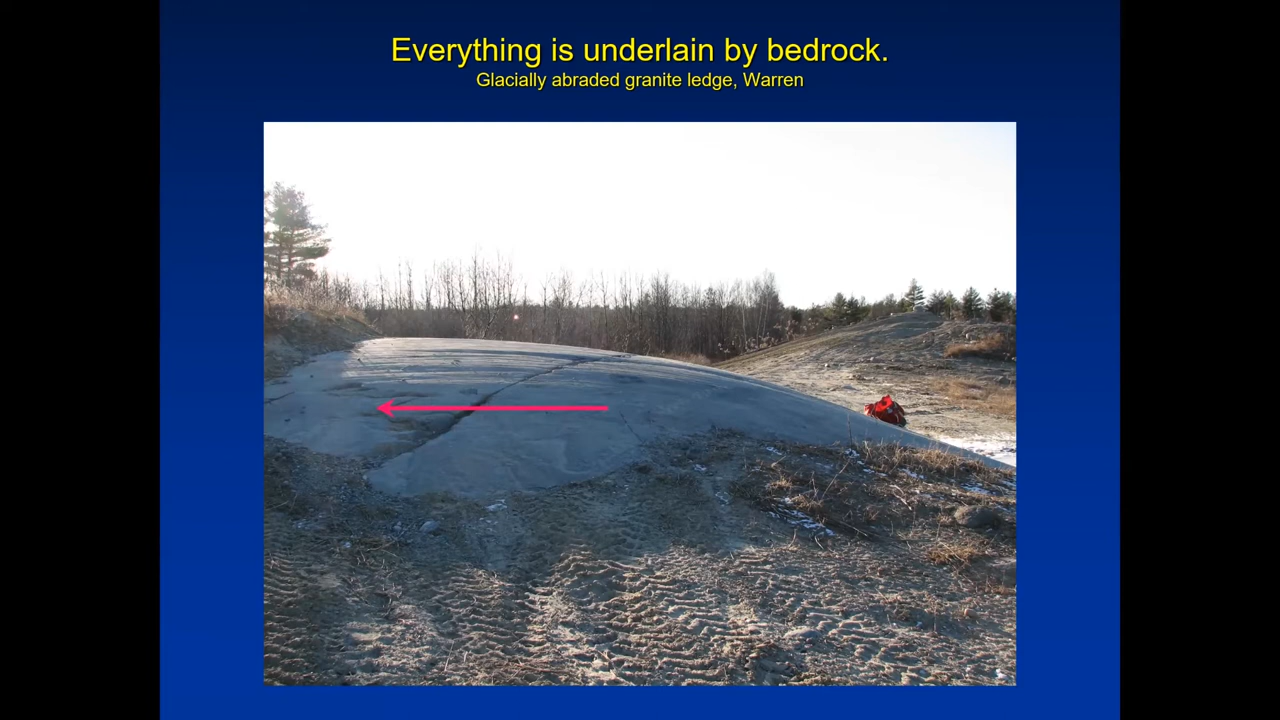 Everything is underlain by bedrock.
Glacially abraded granite ledge, Warren